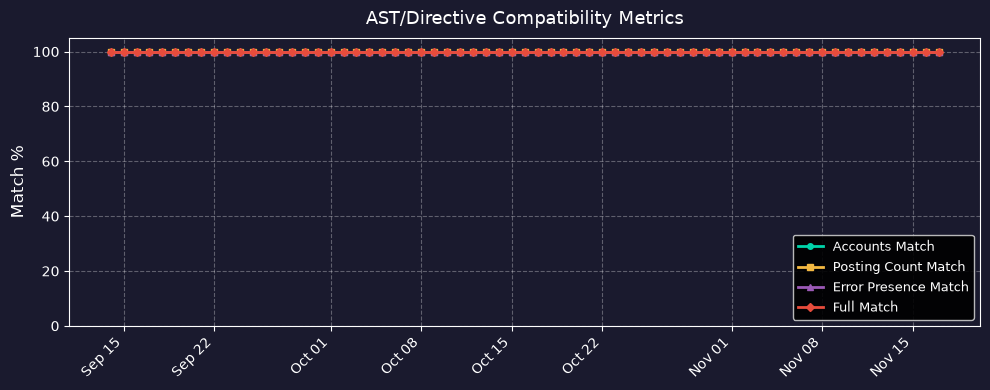 AST/Directive Compatibility Metrics
Match %
100
80
60
40
20
0
Accounts Match
Posting Count Match
Error Presence Match
Full Match
Sep 15
Sep 22
Oct 01
Oct 08
Oct 15
Oct 22
Nov 01
Nov 08
Nov 15